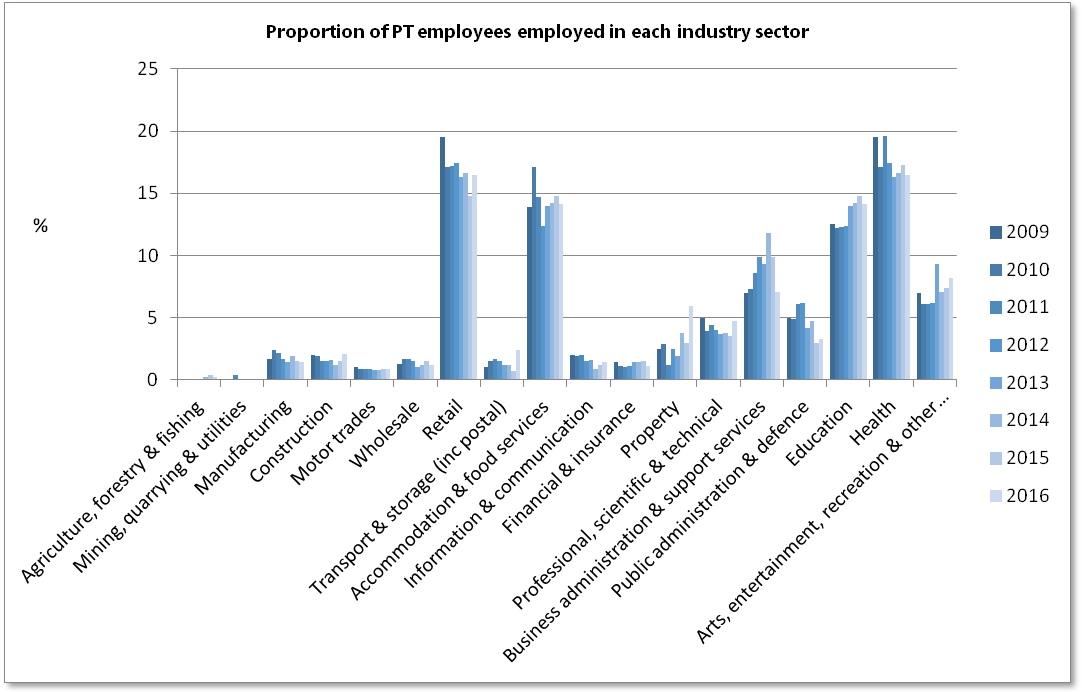 Proportion of PT employees employed in each industry sector
25
20
15
10
5
0
%
Agriculture, forestry & fishing
Mining, quarrying & utilities
Manufacturing
Construction
Motor trades
Wholesale
Retail
Transport & storage (inc postal)
Accommodation & food services
Information & communication
Financial & insurance
Property
Professional, scientific & technical
Business administration & support services
Public administration & defence
Education
Health
Arts, entertainment, recreation & other...
2009
2010
2011
2012
2013
2014
2015
2016